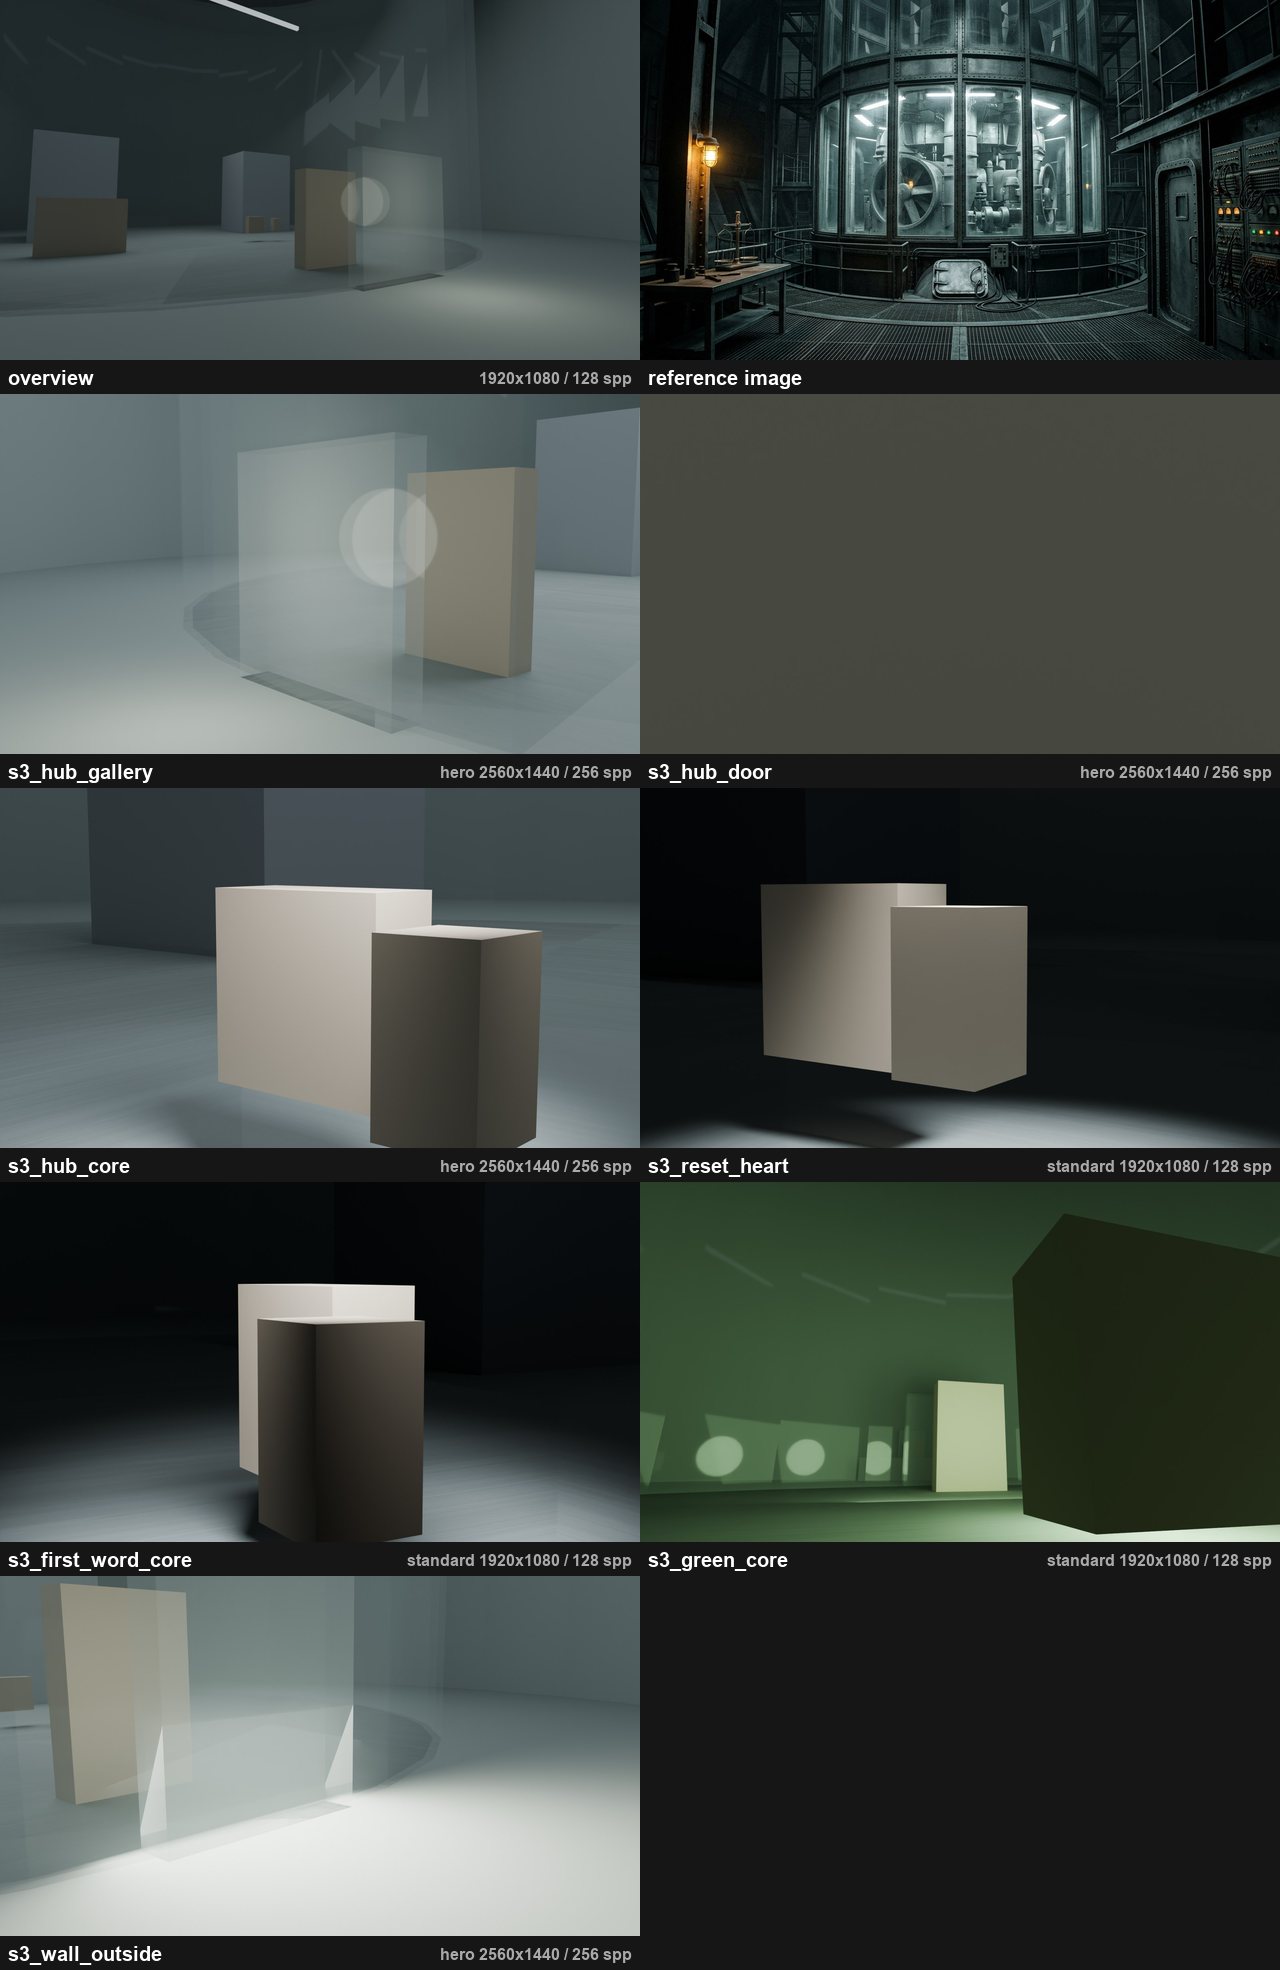 overview 1920x1080 / 128 spp
reference image
s3_hub_gallery hero 2560x1440 / 256 spp
s3_hub_door hero 2560x1440 / 256 spp
s3_hub_core hero 2560x1440 / 256 spp
s3_reset_heart standard 1920x1080 / 128 spp
s3_first_word_core standard 1920x1080 / 128 spp
s3_green_core standard 1920x1080 / 128 spp
s3_wall_outside hero 2560x1440 / 256 spp